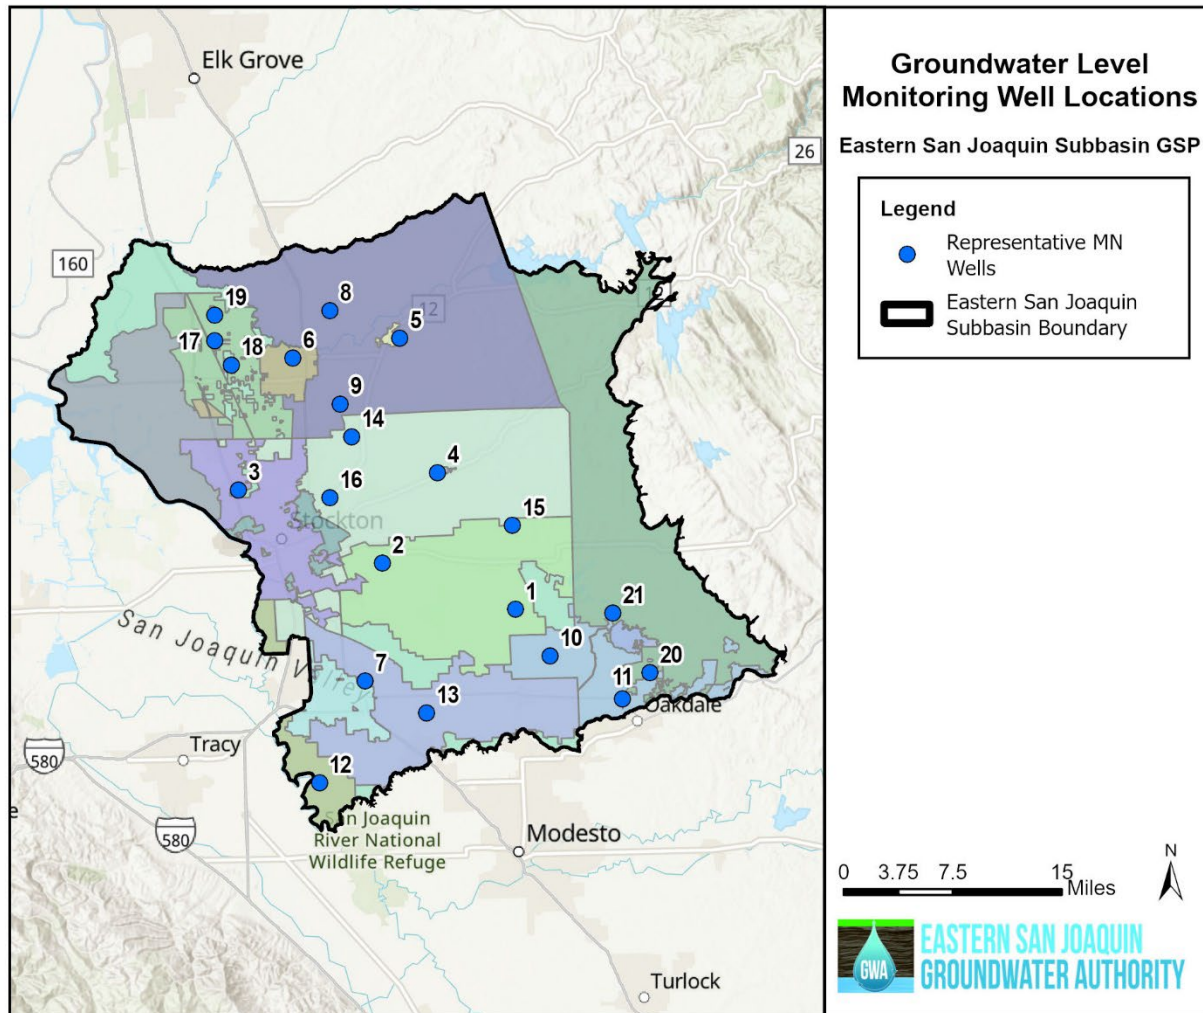 Elk Grove
26
160
12
12
19
8
5
17
18
6
9
14
4
3
16
15
Stockton
2
1
21
San Joaquin Valley
10
20
7
11
13
Oakdale
580
Tracy
12
San Joaquin
River National
Wildlife Refuge
580
Modesto
Turlock
e
Groundwater Level
Monitoring Well Locations
Eastern San Joaquin Subbasin GSP
Legend
Representative MN
Wells
Eastern San Joaquin
Subbasin Boundary
N
0 3.75 7.5 15
Miles
GWA
EASTERN SAN JOAQUIN
GROUNDWATER AUTHORITY